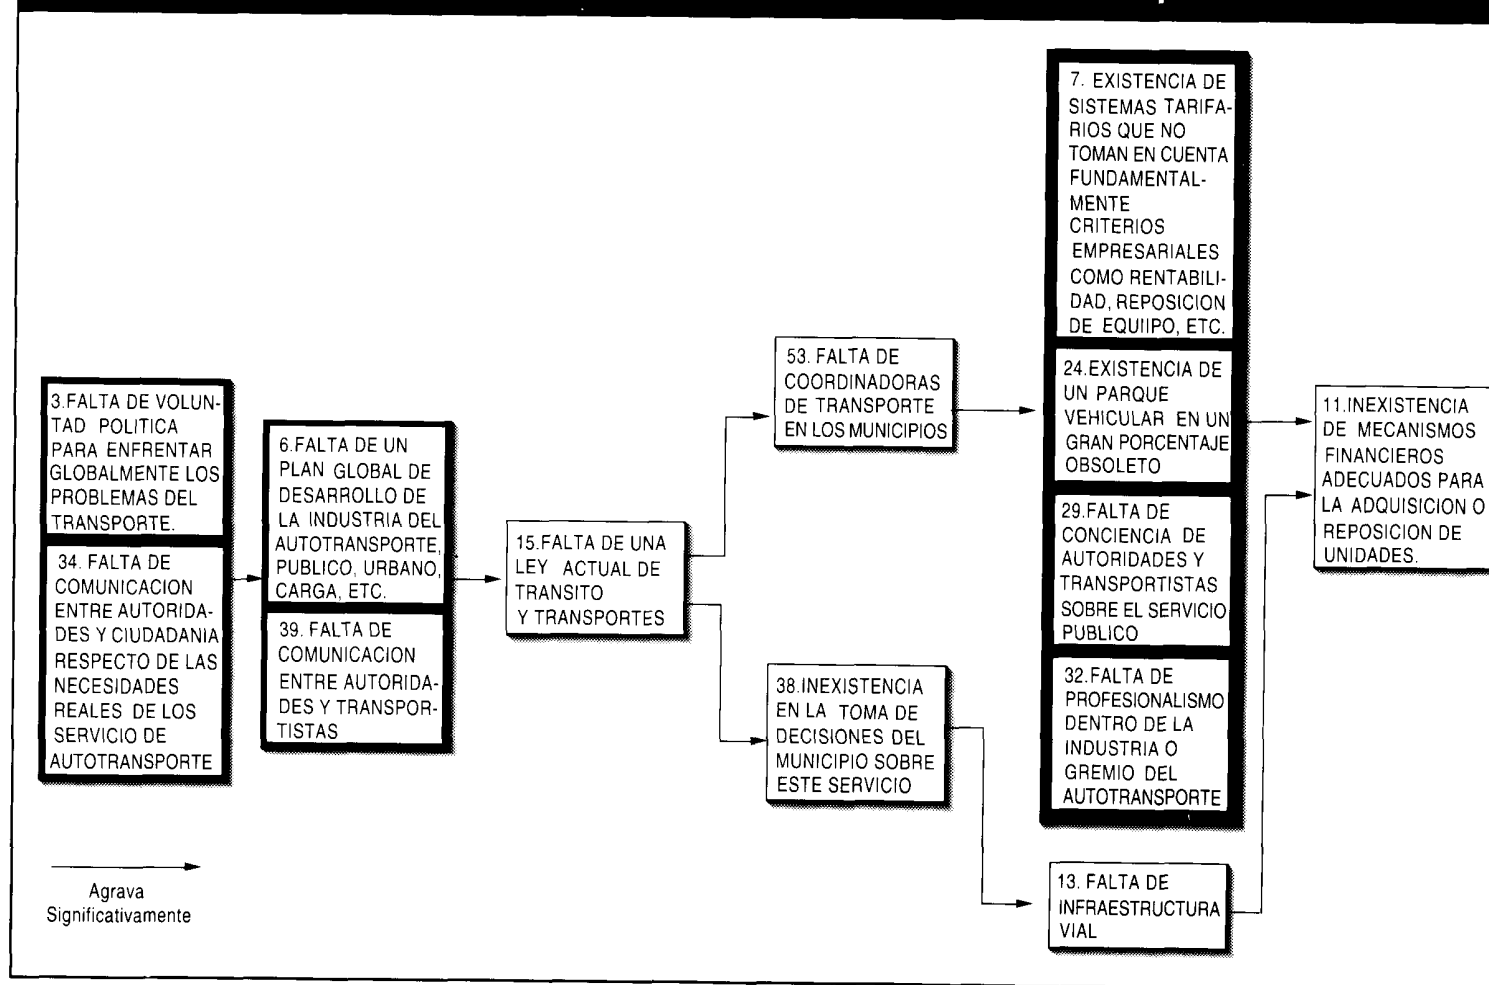 3.FALTA DE VOLUN-
TAD POLITICA
PARA ENFRENTAR
GLOBALMENTE LOS
PROBLEMAS DEL
TRANSPORTE.
34. FALTA DE
COMUNICACION
ENTRE AUTORIDA-
DES Y CIUDADANIA
RESPECTO DE LAS
NECESIDADES
REALES DE LOS
SERVICIO DE
AUTOTRANSPORTE
6.FALTA DE UN
PLAN GLOBAL DE
DESARROLLO DE
LA INDUSTRIA DEL
AUTOTRANSPORTE,
PUBLICO, URBANO,
CARGA, ETC.
39. FALTA DE
COMUNICACION
ENTRE AUTORIDA-
DES Y TRANSPOR-
TISTAS
15.FALTA DE UNA
LEY ACTUAL DE
TRANSITO
Y TRANSPORTES
53. FALTA DE
COORDINADORAS
DE TRANSPORTE
EN LOS MUNICIPIOS
38.INEXISTENCIA
EN LA TOMA DE
DECISIONES DEL
MUNICIPIO SOBRE
ESTE SERVICIO
7. EXISTENCIA DE
SISTEMAS TARIFA-
RIOS QUE NO
TOMAN EN CUENTA
FUNDAMENTAL-
MENTE
CRITERIOS
EMPRESARIALES
COMO RENTABILI-
DAD, REPOSICION
DE EQUIIPO, ETC.
24.EXISTENCIA DE
UN PARQUE
VEHICULAR EN UN
GRAN PORCENTAJE
OBSOLETO
29.FALTA DE
CONCIENCIA DE
AUTORIDADES Y
TRANSPORTISTAS
SOBRE EL SERVICIO
PUBLICO
32.FALTA DE
PROFESIONALISMO
DENTRO DE LA
INDUSTRIA O
GREMIO DEL
AUTOTRANSPORTE
13. FALTA DE
INFRAESTRUCTURA
VIAL
11.INEXISTENCIA
DE MECANISMOS
FINANCIEROS
ADECUADOS PARA
LA ADQUISICION O
REPOSICION DE
UNIDADES.
Agrava
Significativamente